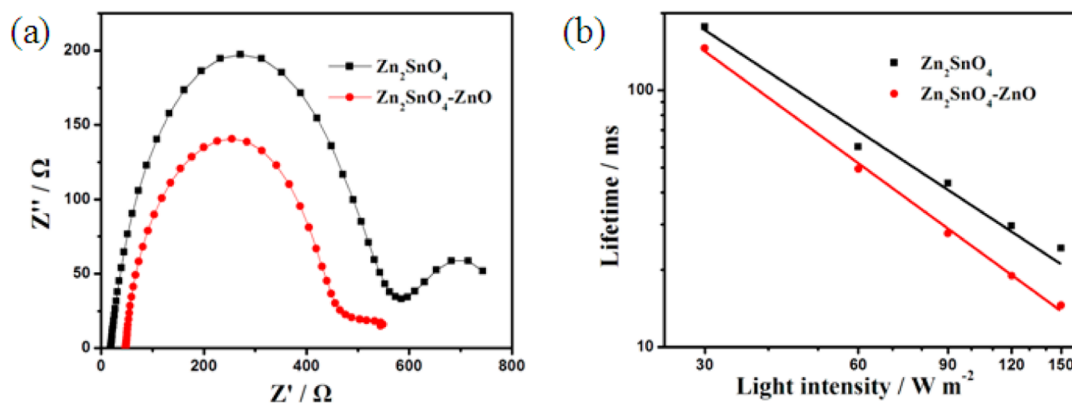 (a)
Z'' / Ω
200
150
100
50
0
0 200 400 600 800
Z' / Ω
Zn₂SnO₄
Zn₂SnO₄-ZnO
(b)
Lifetime / ms
100
10
30 60 90 120 150
Light intensity / W m⁻²
Zn₂SnO₄
Zn₂SnO₄-ZnO